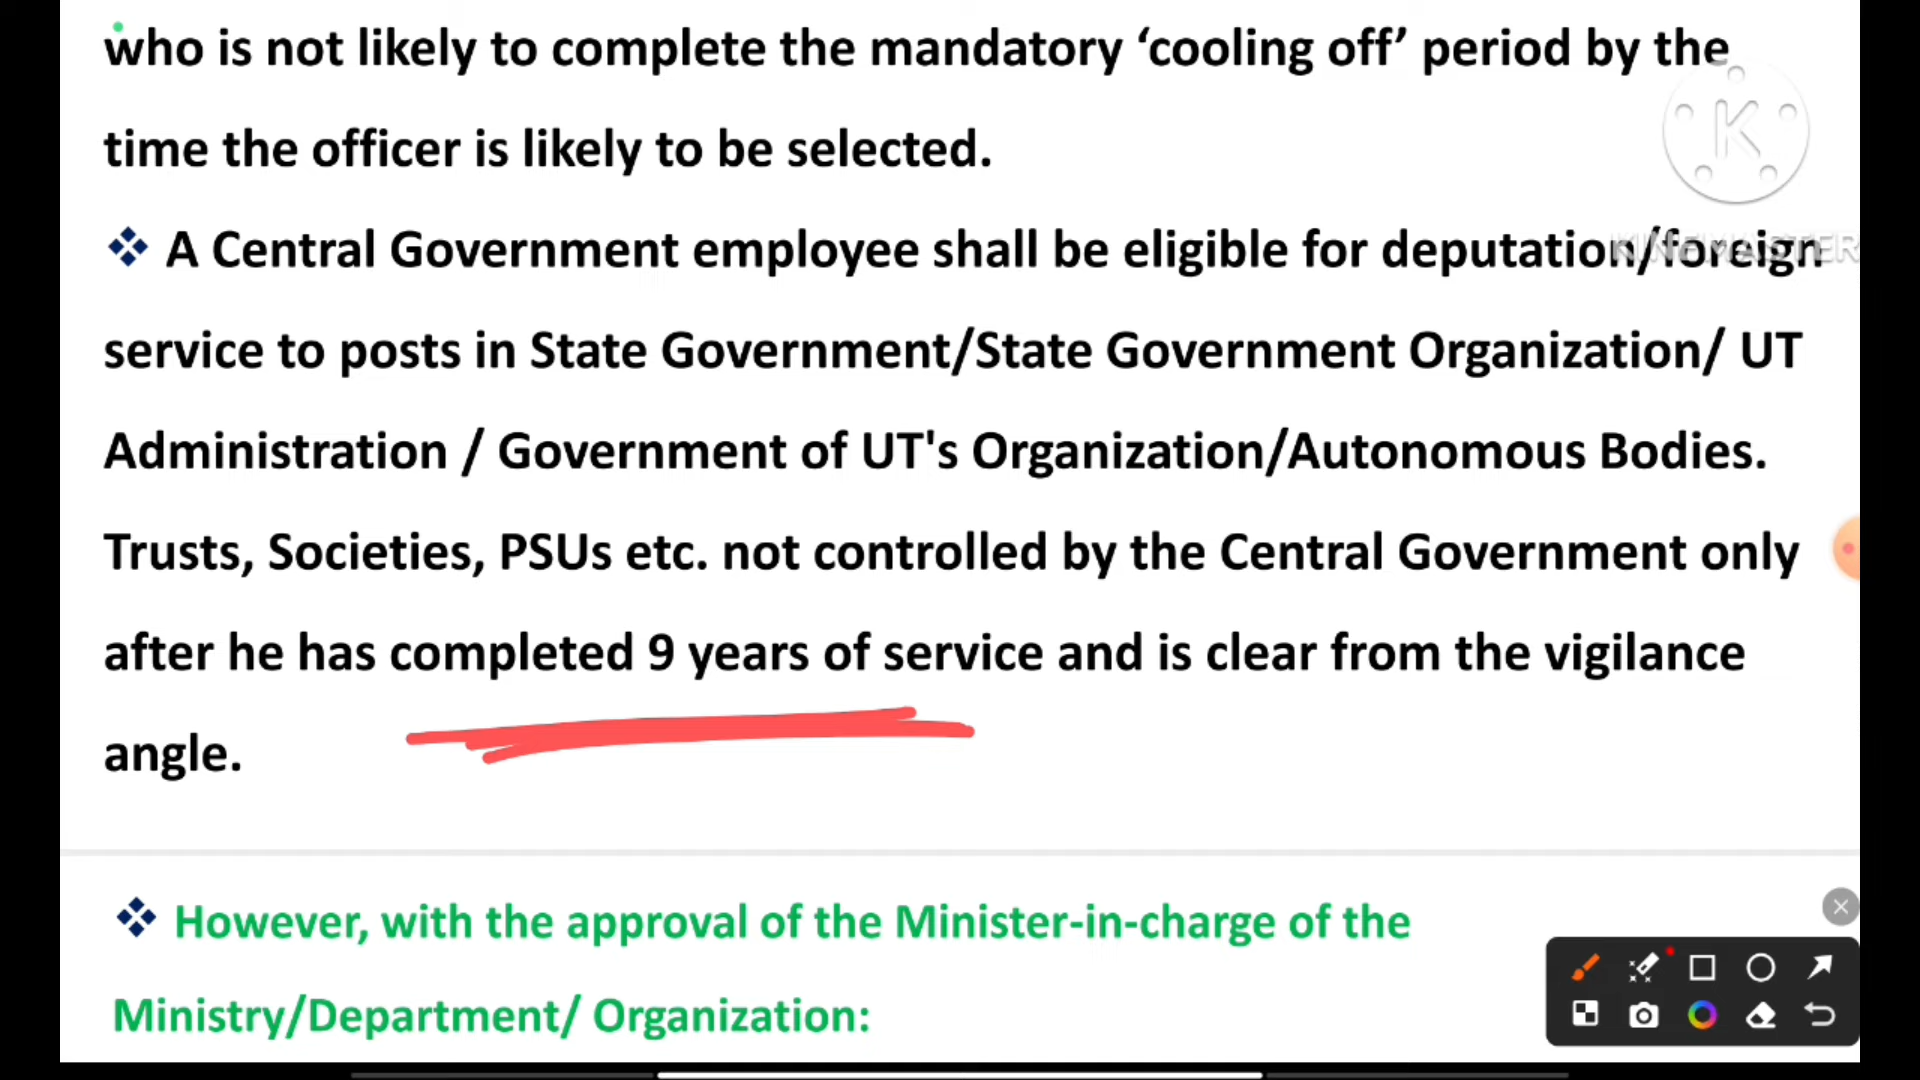 who is not likely to complete the mandatory ‘cooling off’ period by the
time the officer is likely to be selected.
❖ A Central Government employee shall be eligible for deputation/foreign
service to posts in State Government/State Government Organization/ UT
Administration / Government of UT's Organization/Autonomous Bodies.
Trusts, Societies, PSUs etc. not controlled by the Central Government only
after he has completed 9 years of service and is clear from the vigilance
angle.
❖ However, with the approval of the Minister-in-charge of the
Ministry/Department/ Organization:
K
KINEMASTER